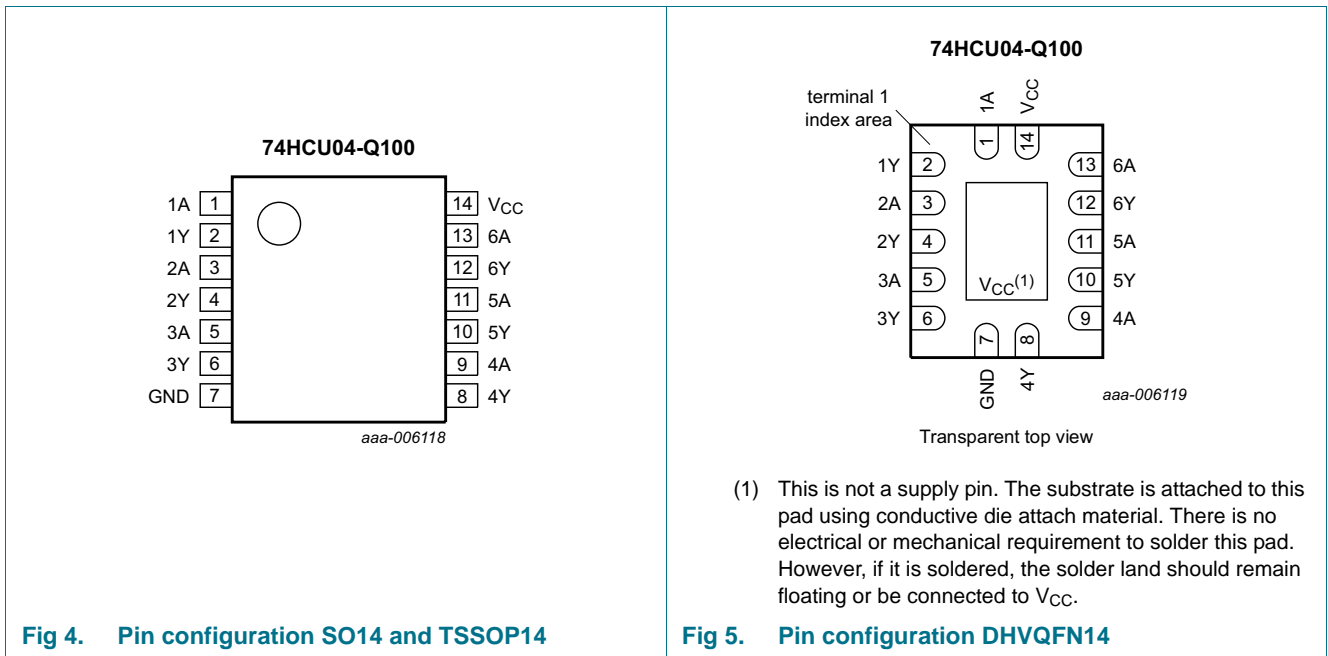 74HCU04-Q100
1A 1
14 VCC
1Y 2
13 6A
2A 3
12 6Y
2Y 4
11 5A
3A 5
10 5Y
3Y 6
9 4A
GND 7
8 4Y
aaa-006118
Fig 4. Pin configuration SO14 and TSSOP14
74HCU04-Q100
terminal 1
index area
1A
VCC
1
14
1Y 2
13 6A
2A 3
12 6Y
2Y 4
11 5A
3A 5
10 5Y
VCC(1)
3Y 6
9 4A
7
8
GND
4Y
aaa-006119
Transparent top view
(1) This is not a supply pin. The substrate is attached to this
pad using conductive die attach material. There is no
electrical or mechanical requirement to solder this pad.
However, if it is soldered, the solder land should remain
floating or be connected to VCC.
Fig 5. Pin configuration DHVQFN14